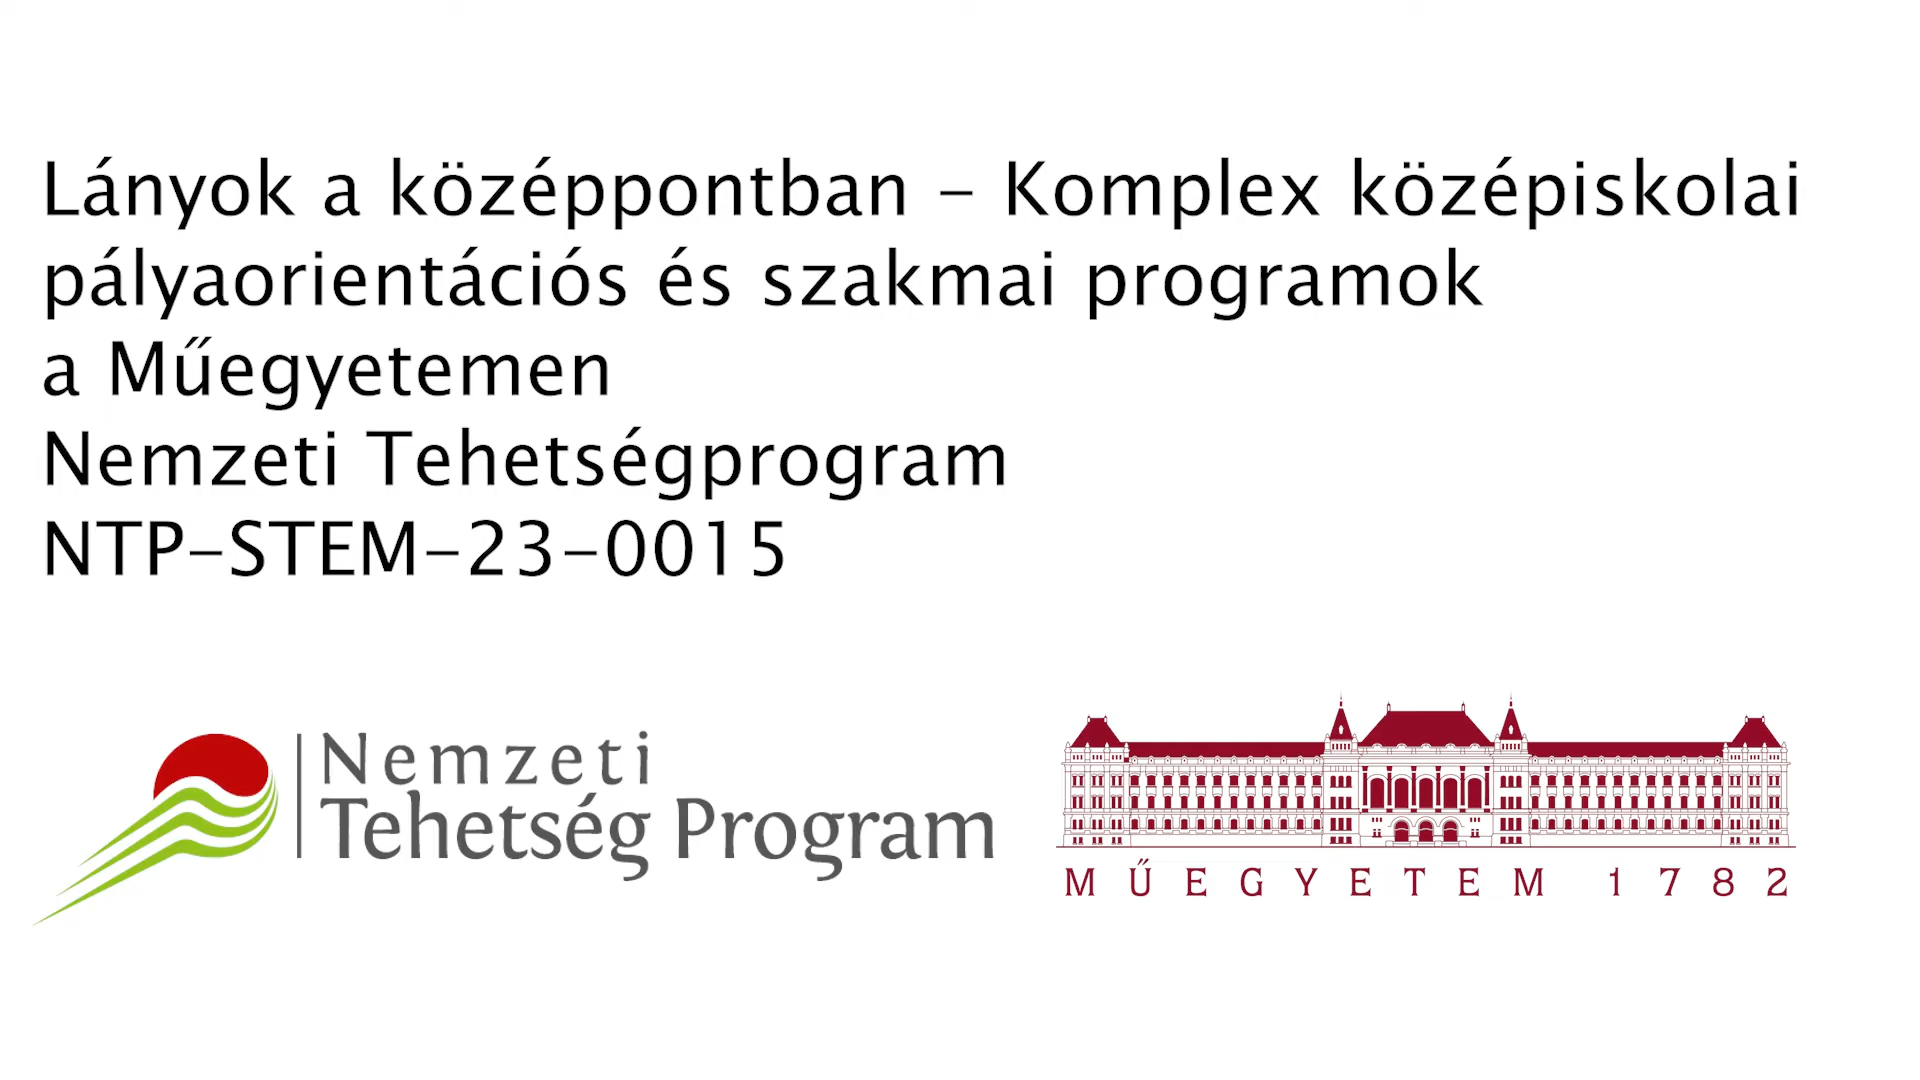 Lányok a középpontban - Komplex középiskolai
pályaorientációs és szakmai programok
a Műegyetemen
Nemzeti Tehetségprogram
NTP-STEM-23-0015
Nemzeti
Tehetség Program
MŰEGYETEM 1782